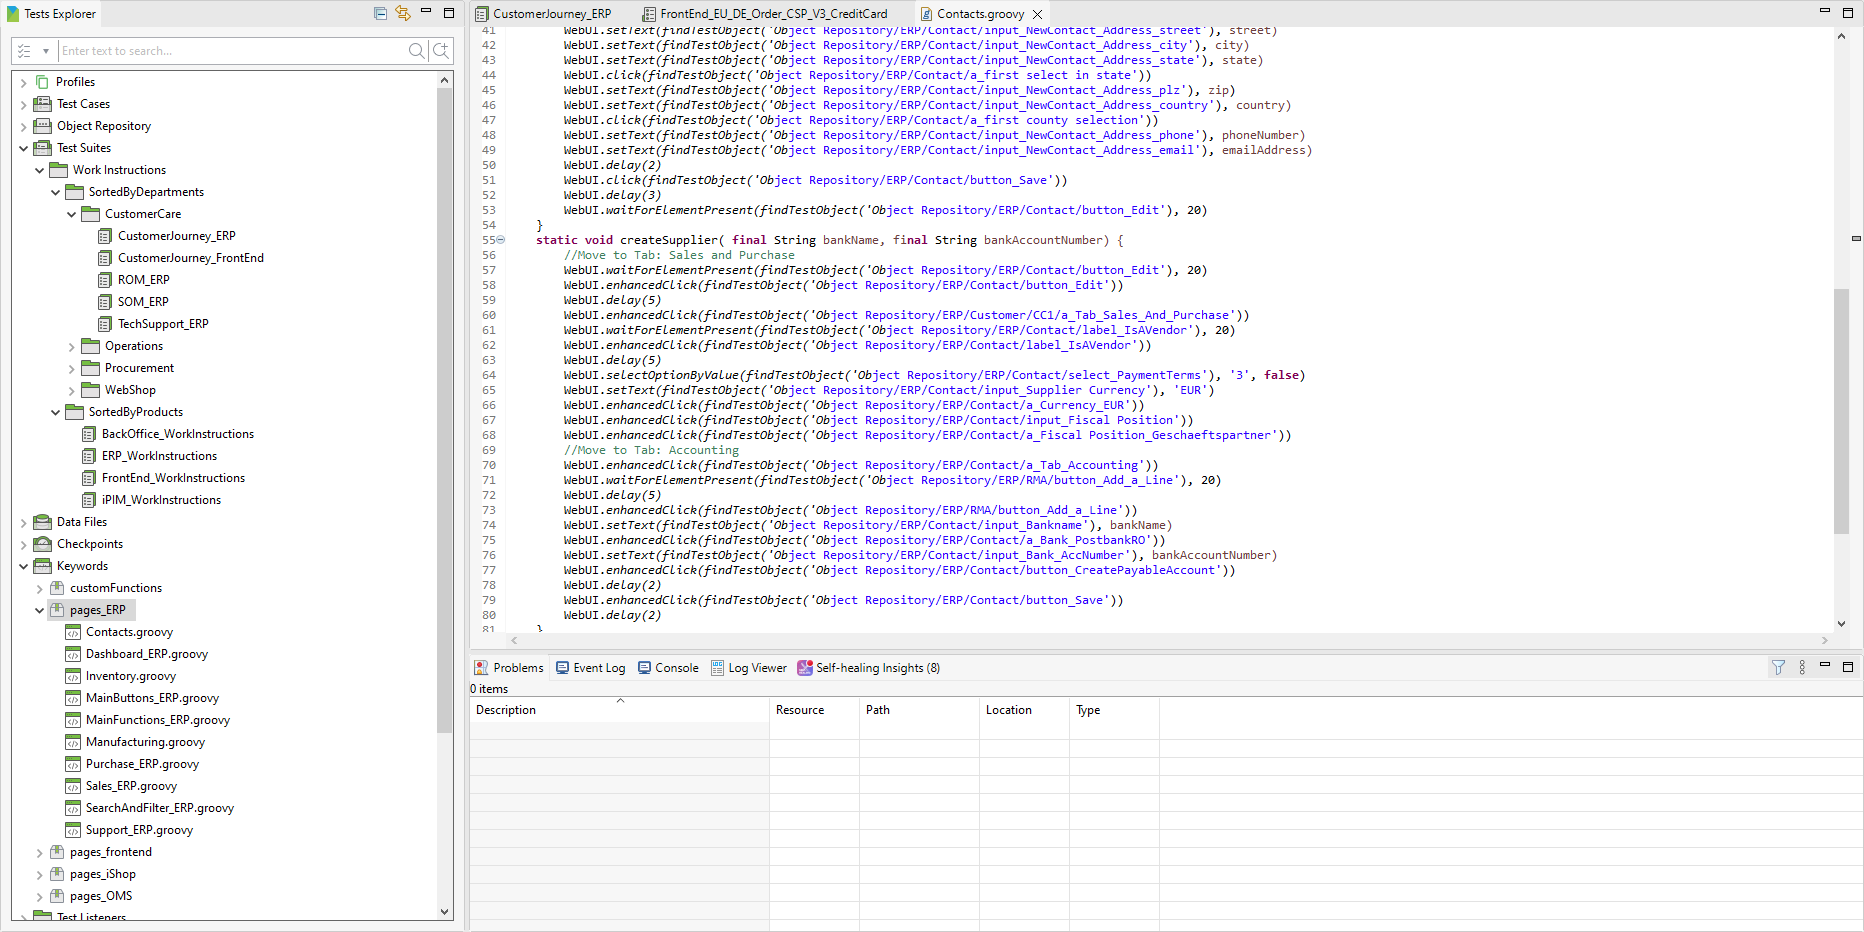 Tests Explorer
Enter text to search...
Profiles
Test Cases
Object Repository
Test Suites
Work Instructions
SortedByDepartments
CustomerCare
CustomerJourney_ERP
CustomerJourney_FrontEnd
ROM_ERP
SOM_ERP
TechSupport_ERP
Operations
Procurement
WebShop
SortedByProducts
BackOffice_WorkInstructions
ERP_WorkInstructions
FrontEnd_WorkInstructions
iPIM_WorkInstructions
Data Files
Checkpoints
Keywords
customFunctions
pages_ERP
Contacts.groovy
Dashboard_ERP.groovy
Inventory.groovy
MainButtons_ERP.groovy
MainFunctions_ERP.groovy
Manufacturing.groovy
Purchase_ERP.groovy
Sales_ERP.groovy
SearchAndFilter_ERP.groovy
Support_ERP.groovy
pages_frontend
pages_iShop
pages_OMS
Test Listeners
CustomerJourney_ERP FrontEnd_EU_DE_Order_CSP_V3_CreditCard Contacts.groovy
41 WebUI.setText(findTestObject('Object Repository/ERP/Contact/input_NewContact_Address_street'), street)
42 WebUI.setText(findTestObject('Object Repository/ERP/Contact/input_NewContact_Address_city'), city)
43 WebUI.setText(findTestObject('Object Repository/ERP/Contact/input_NewContact_Address_state'), state)
44 WebUI.click(findTestObject('Object Repository/ERP/Contact/a_first select in state'))
45 WebUI.setText(findTestObject('Object Repository/ERP/Contact/input_NewContact_Address_plz'), zip)
46 WebUI.setText(findTestObject('Object Repository/ERP/Contact/input_NewContact_Address_country'), country)
47 WebUI.click(findTestObject('Object Repository/ERP/Contact/a_first county selection'))
48 WebUI.setText(findTestObject('Object Repository/ERP/Contact/input_NewContact_Address_phone'), phoneNumber)
49 WebUI.setText(findTestObject('Object Repository/ERP/Contact/input_NewContact_Address_email'), emailAddress)
50 WebUI.delay(2)
51 WebUI.click(findTestObject('Object Repository/ERP/Contact/button_Save'))
52 WebUI.delay(3)
53 WebUI.waitForElementPresent(findTestObject('Object Repository/ERP/Contact/button_Edit'), 20)
54 }
55 static void createSupplier( final String bankName, final String bankAccountNumber) {
56 //Move to Tab: Sales and Purchase
57 WebUI.waitForElementPresent(findTestObject('Object Repository/ERP/Contact/button_Edit'), 20)
58 WebUI.enhancedClick(findTestObject('Object Repository/ERP/Contact/button_Edit'))
59 WebUI.delay(5)
60 WebUI.enhancedClick(findTestObject('Object Repository/ERP/Customer/CC1/a_Tab_Sales_And_Purchase'))
61 WebUI.waitForElementPresent(findTestObject('Object Repository/ERP/Contact/label_IsAVendor'), 20)
62 WebUI.enhancedClick(findTestObject('Object Repository/ERP/Contact/label_IsAVendor'))
63 WebUI.delay(5)
64 WebUI.selectOptionByValue(findTestObject('Object Repository/ERP/Contact/select_PaymentTerms'), '3', false)
65 WebUI.setText(findTestObject('Object Repository/ERP/Contact/input_Supplier Currency'), 'EUR')
66 WebUI.enhancedClick(findTestObject('Object Repository/ERP/Contact/a_Currency_EUR'))
67 WebUI.enhancedClick(findTestObject('Object Repository/ERP/Contact/input_Fiscal Position'))
68 WebUI.enhancedClick(findTestObject('Object Repository/ERP/Contact/a_Fiscal Position_Geschaeftspartner'))
69 //Move to Tab: Accounting
70 WebUI.enhancedClick(findTestObject('Object Repository/ERP/Contact/a_Tab_Accounting'))
71 WebUI.waitForElementPresent(findTestObject('Object Repository/ERP/RMA/button_Add_a_Line'), 20)
72 WebUI.delay(5)
73 WebUI.enhancedClick(findTestObject('Object Repository/ERP/RMA/button_Add_a_Line'))
74 WebUI.setText(findTestObject('Object Repository/ERP/Contact/input_Bankname'), bankName)
75 WebUI.enhancedClick(findTestObject('Object Repository/ERP/Contact/a_Bank_PostbankRO'))
76 WebUI.setText(findTestObject('Object Repository/ERP/Contact/input_Bank_AccNumber'), bankAccountNumber)
77 WebUI.enhancedClick(findTestObject('Object Repository/ERP/Contact/button_CreatePayableAccount'))
78 WebUI.delay(2)
79 WebUI.enhancedClick(findTestObject('Object Repository/ERP/Contact/button_Save'))
80 WebUI.delay(2)
81 }
Problems Event Log Console Log Viewer Self-healing Insights (8)
0 items
Description Resource Path Location Type